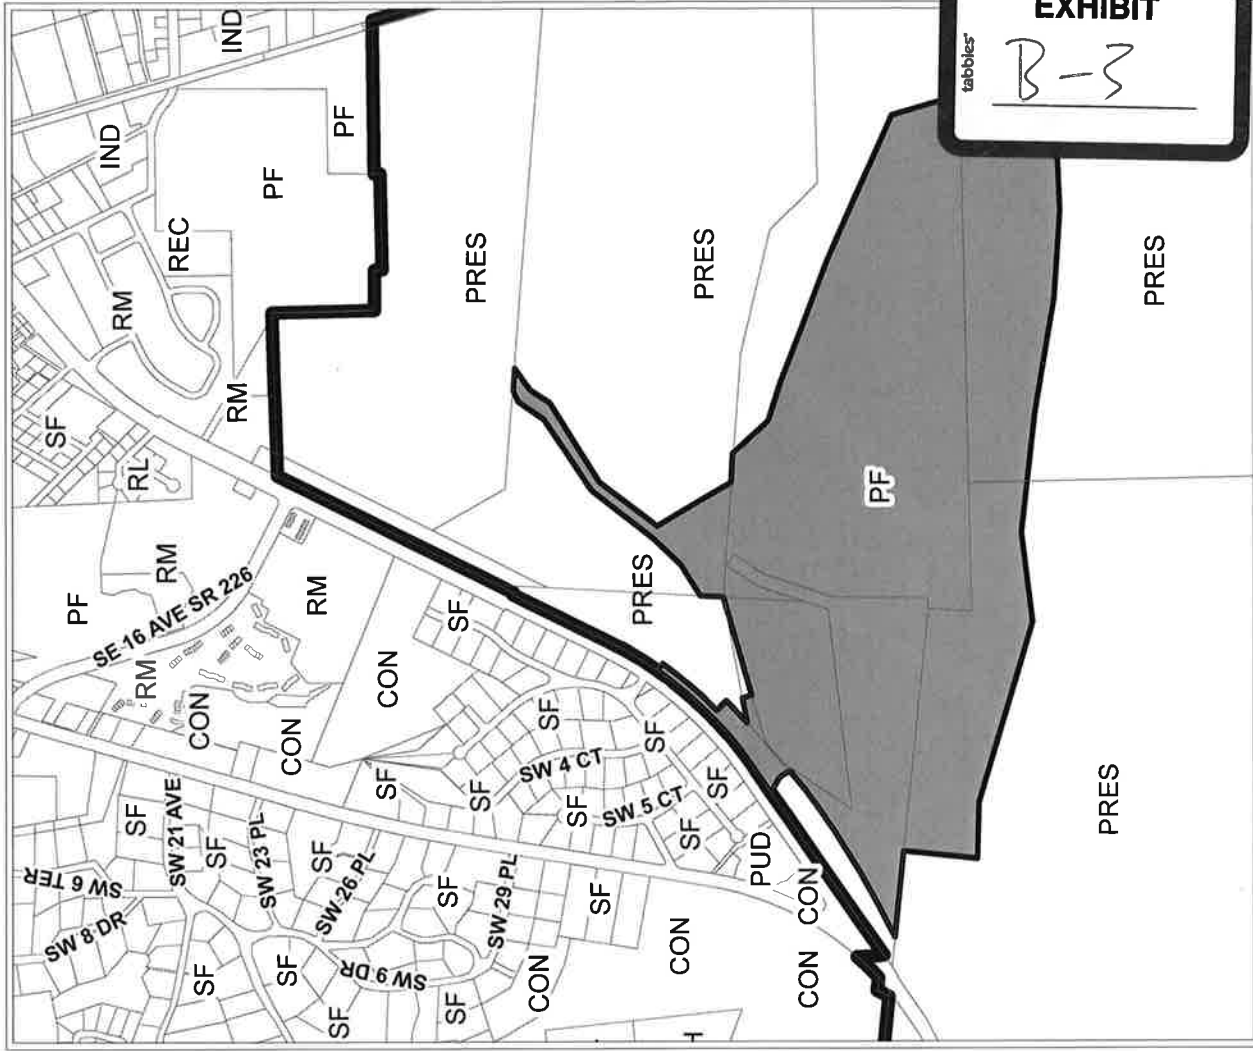 EXHIBIT
tabbies®
B-3
IND
IND
PF
PF
REC
RM
SF
RM
RL
PRES
PRES
PRES
PF
RM
SE 16 AVE SR 226
RM
RM
CON
CON
CON
SF
PRES
PF
SF
SW 21 AVE
SF
SW 23 PL
SF
SW 26 PL
SF
SF
SW 4 CT
SF
SF
SF
SW 5 CT
SF
SF
SW 6 TER
SW 8 DR
SF
SF
SW 9 DR
SF
SF
SW 29 PL
SF
SF
CON
PUD
CON
CON
CON
PRES